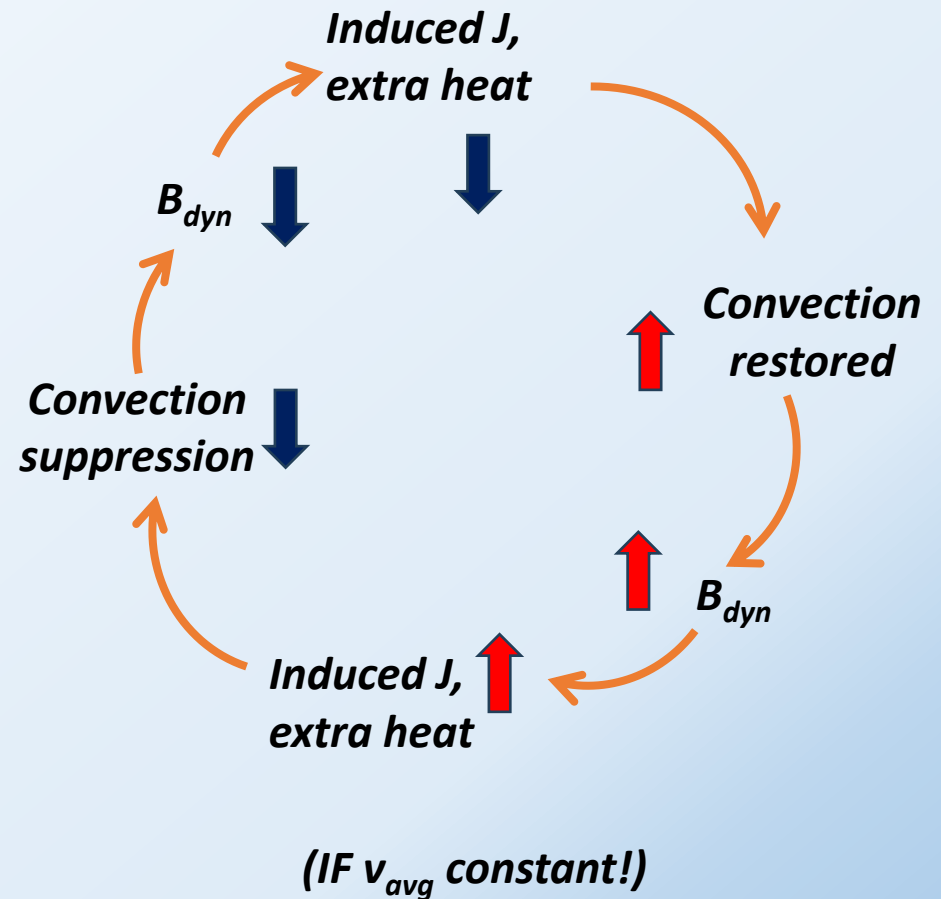 Induced J,
extra heat
B_dyn
Convection
restored
Convection
suppression
B_dyn
Induced J,
extra heat
(IF v_avg constant!)